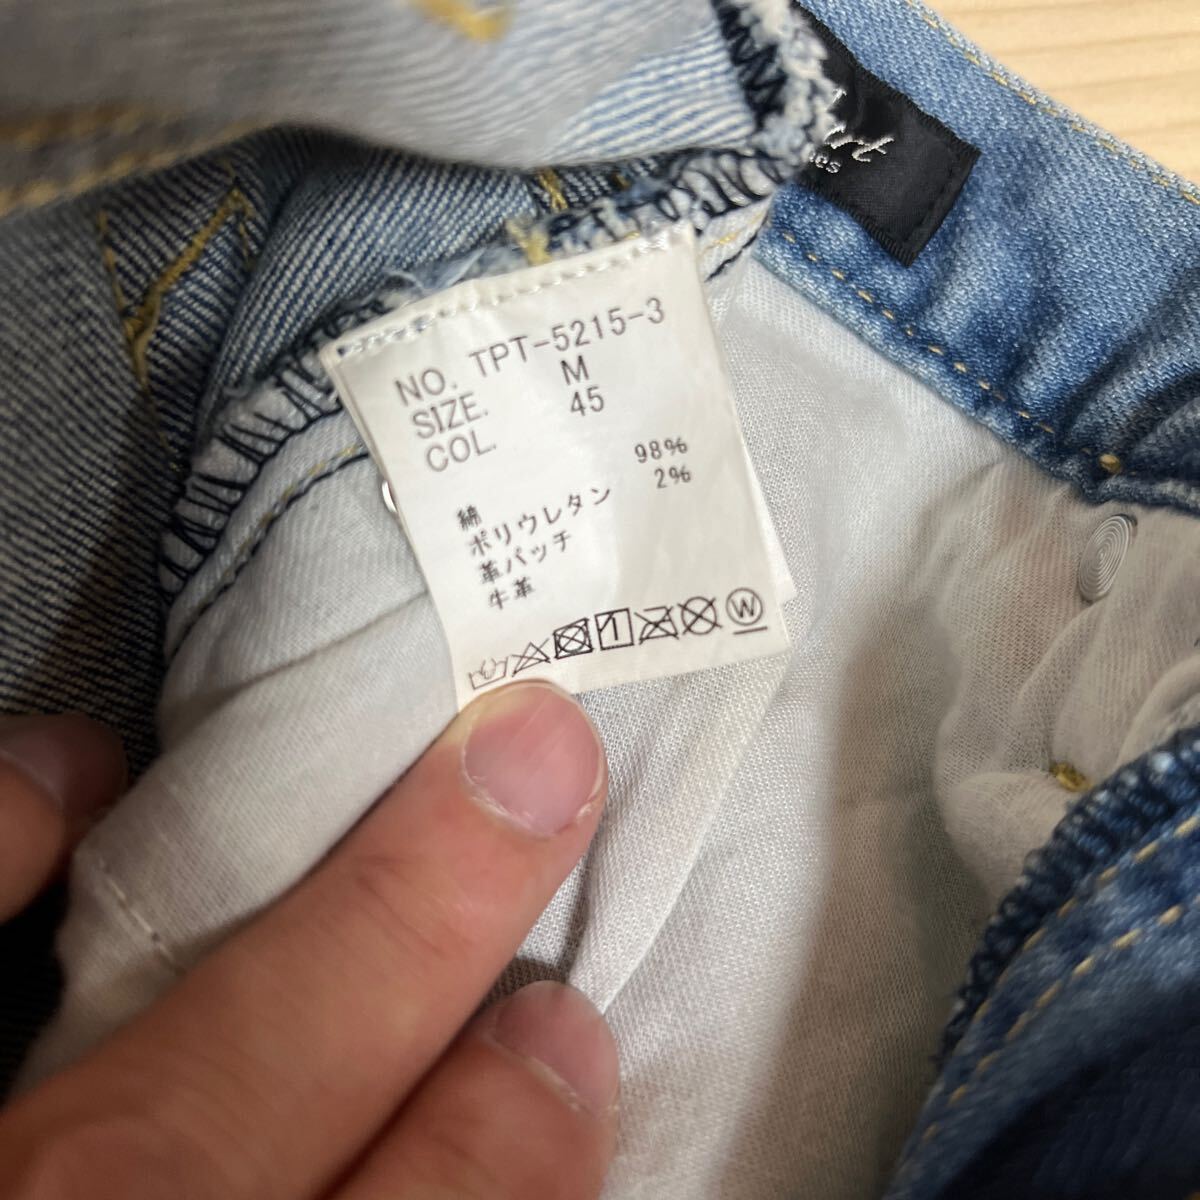 NO. TPT-5215-3
SIZE. M
COL. 45
綿 98%
ポリウレタン 2%
革パッチ
牛革
1 W